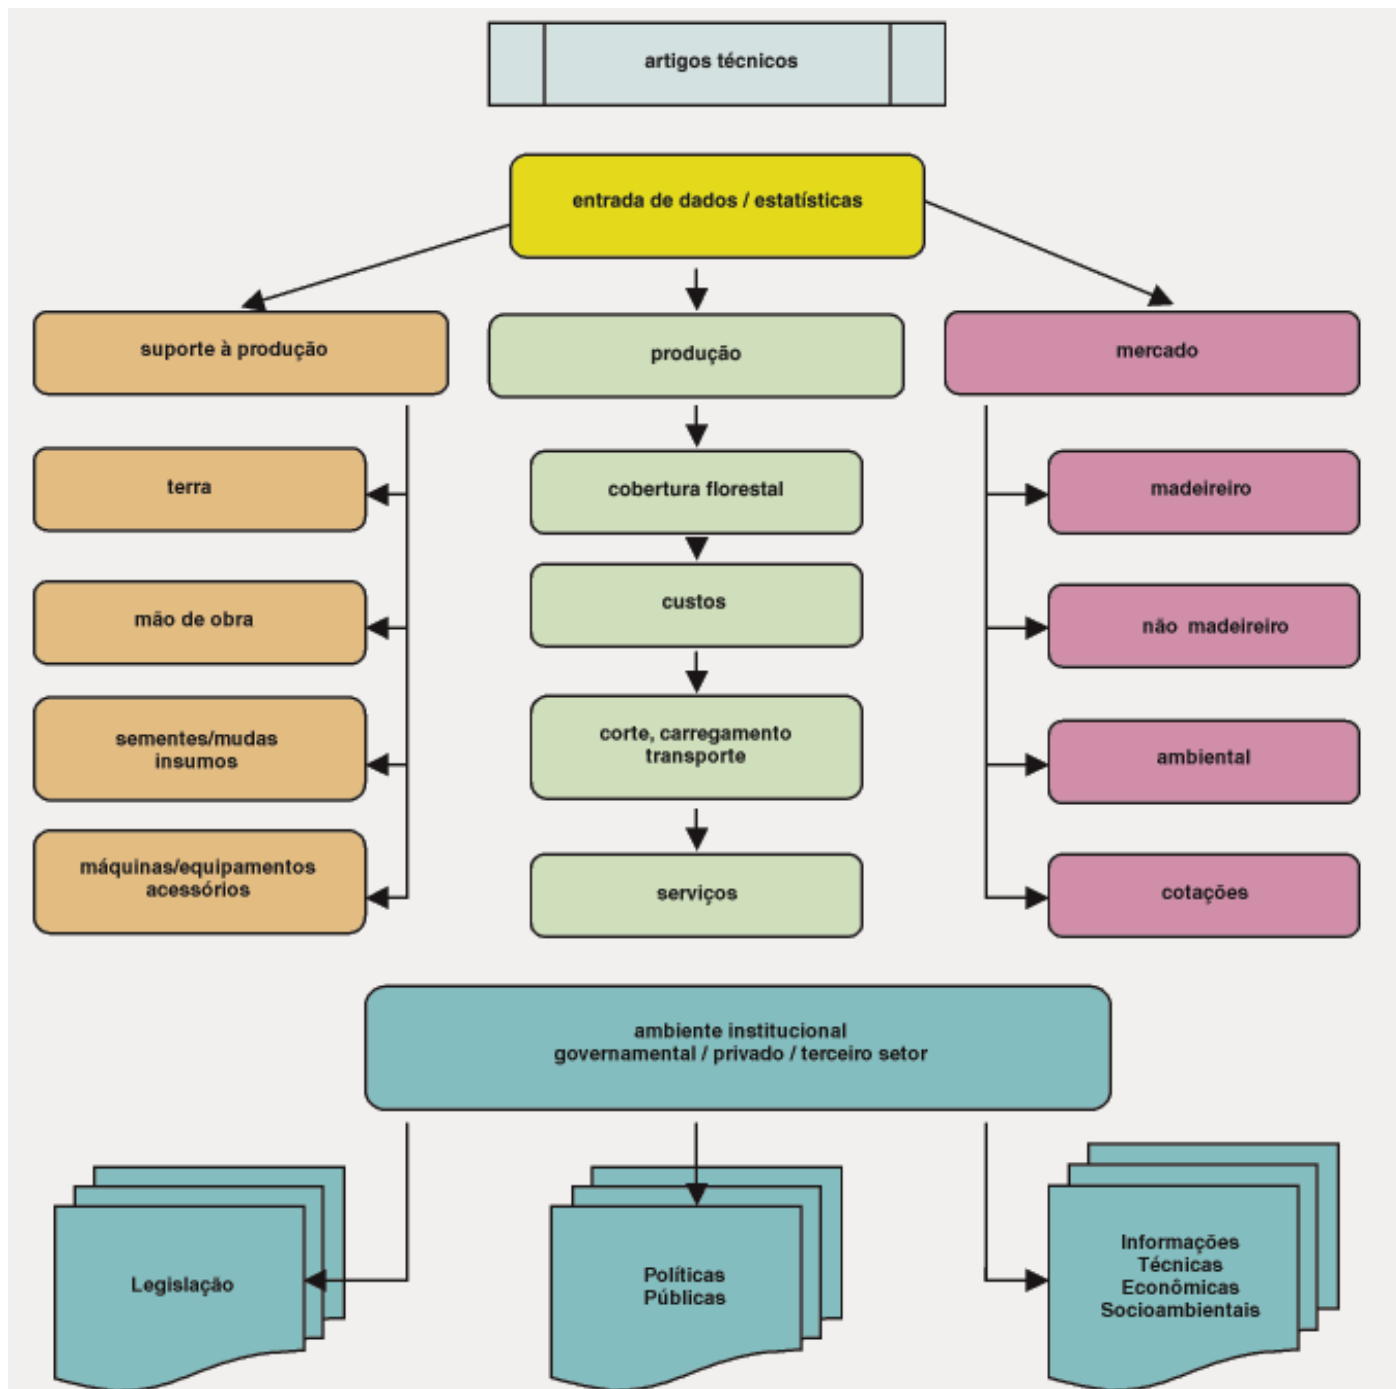 artigos técnicos
entrada de dados / estatísticas
suporte à produção
produção
mercado
terra
cobertura florestal
madeireiro
mão de obra
custos
não madeireiro
sementes/mudas
insumos
corte, carregamento
transporte
ambiental
máquinas/equipamentos
acessórios
serviços
cotações
ambiente institucional
governamental / privado / terceiro setor
Legislação
Políticas
Públicas
Informações
Técnicas
Econômicas
Socioambientais